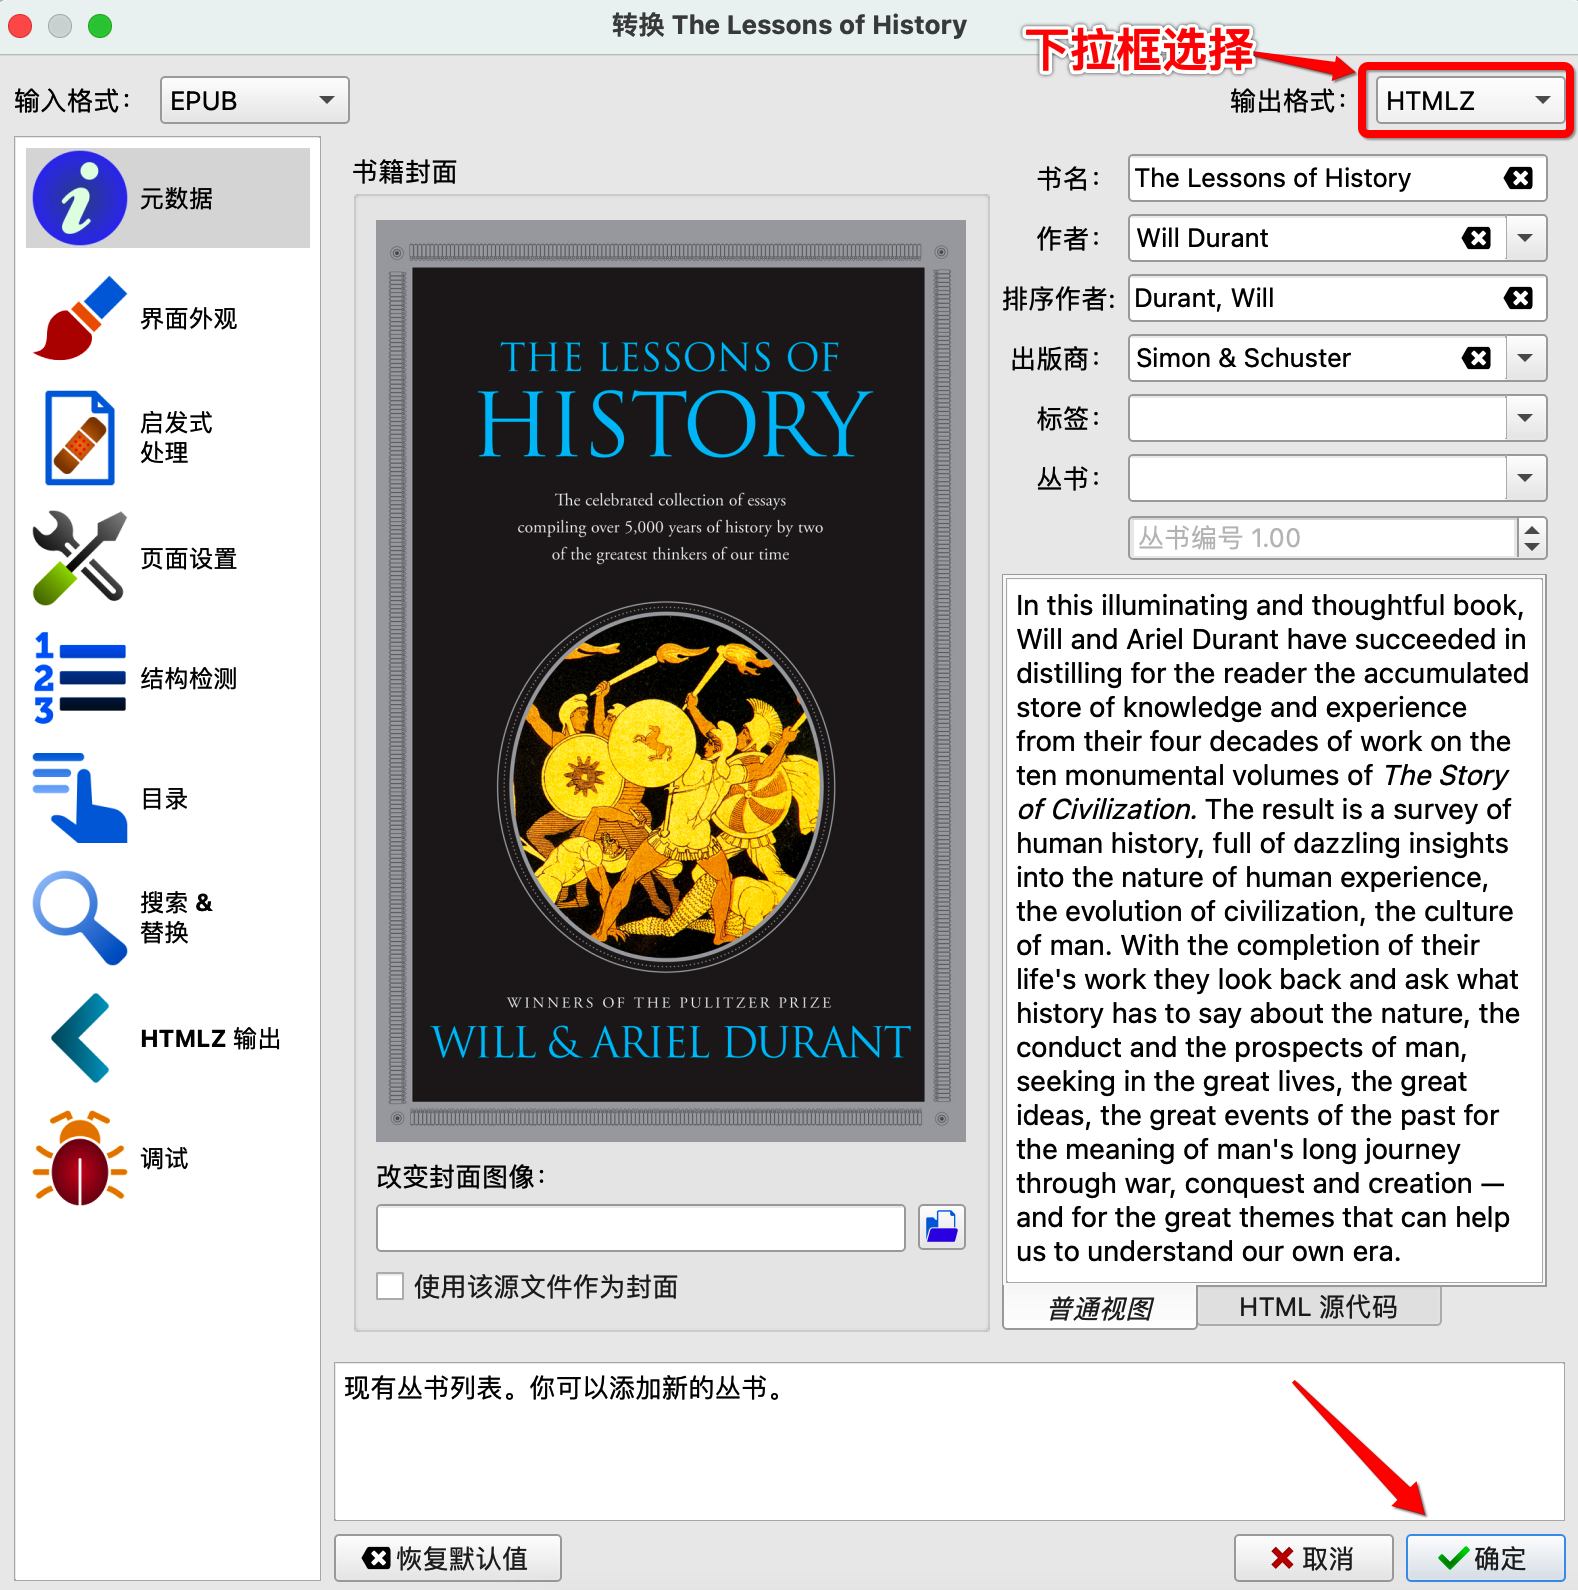 转换 The Lessons of History
下拉框选择
输入格式：
EPUB
输出格式：
HTMLZ
元数据
界面外观
启发式
处理
页面设置
结构检测
目录
搜索 &
替换
HTMLZ 输出
调试
书籍封面
THE LESSONS OF
HISTORY
The celebrated collection of essays
compiling over 5,000 years of history by two
of the greatest thinkers of our time
WINNERS OF THE PULITZER PRIZE
WILL & ARIEL DURANT
改变封面图像：
使用该源文件作为封面
书名：
The Lessons of History
作者：
Will Durant
排序作者:
Durant, Will
出版商：
Simon & Schuster
标签：
丛书：
丛书编号 1.00
In this illuminating and thoughtful book,
Will and Ariel Durant have succeeded in
distilling for the reader the accumulated
store of knowledge and experience
from their four decades of work on the
ten monumental volumes of The Story
of Civilization. The result is a survey of
human history, full of dazzling insights
into the nature of human experience,
the evolution of civilization, the culture
of man. With the completion of their
life's work they look back and ask what
history has to say about the nature, the
conduct and the prospects of man,
seeking in the great lives, the great
ideas, the great events of the past for
the meaning of man's long journey
through war, conquest and creation —
and for the great themes that can help
us to understand our own era.
普通视图
HTML 源代码
现有丛书列表。你可以添加新的丛书。
恢复默认值
取消
确定